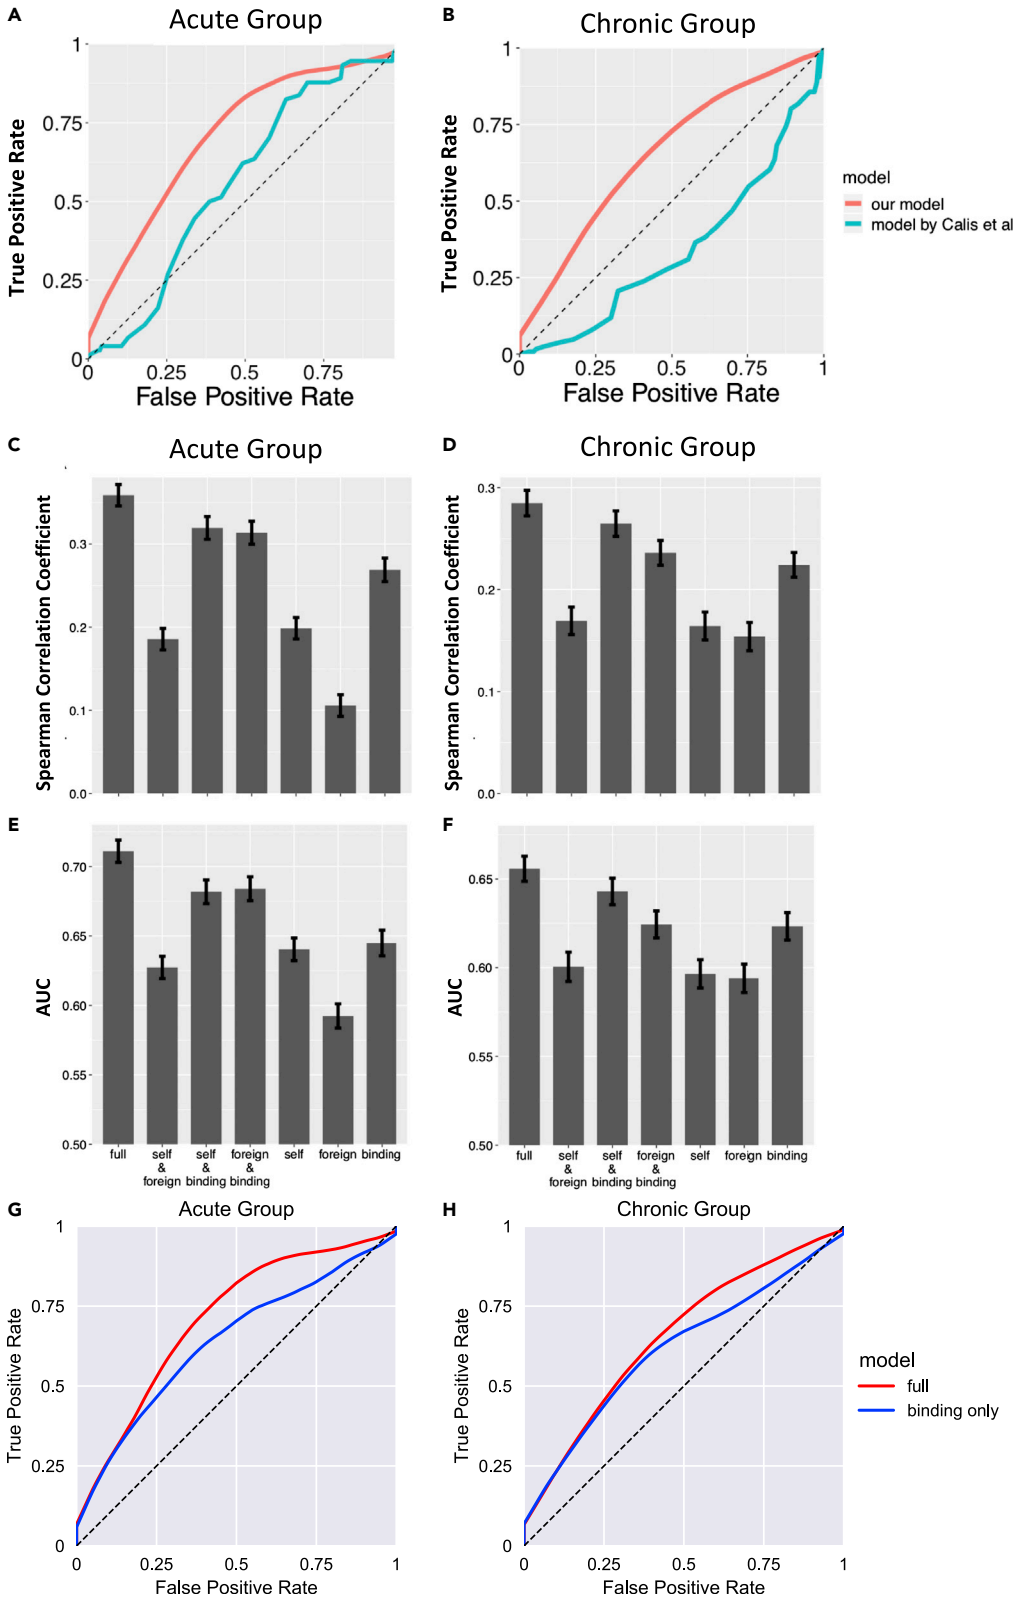 A
Acute Group
B
Chronic Group
True Positive Rate
1
0.75
0.5
0.25
0
0
0.25
0.5
0.75
False Positive Rate
True Positive Rate
1
0.75
0.5
0.25
0
0
0.25
0.5
0.75
1
False Positive Rate
model
our model
model by Calis et al
C
Acute Group
D
Chronic Group
Spearman Correlation Coefficient
0.3
0.2
0.1
0.0
Spearman Correlation Coefficient
0.3
0.2
0.1
0.0
E
F
AUC
0.70
0.65
0.60
0.55
0.50
full
self & foreign
self & binding
foreign & binding
self
foreign
binding
AUC
0.65
0.60
0.55
0.50
full
self & foreign
self & binding
foreign & binding
self
foreign
binding
G
Acute Group
H
Chronic Group
True Positive Rate
1
0.75
0.5
0.25
0
0
0.25
0.5
0.75
1
False Positive Rate
True Positive Rate
1
0.75
0.5
0.25
0
0
0.25
0.5
0.75
1
False Positive Rate
model
full
binding only